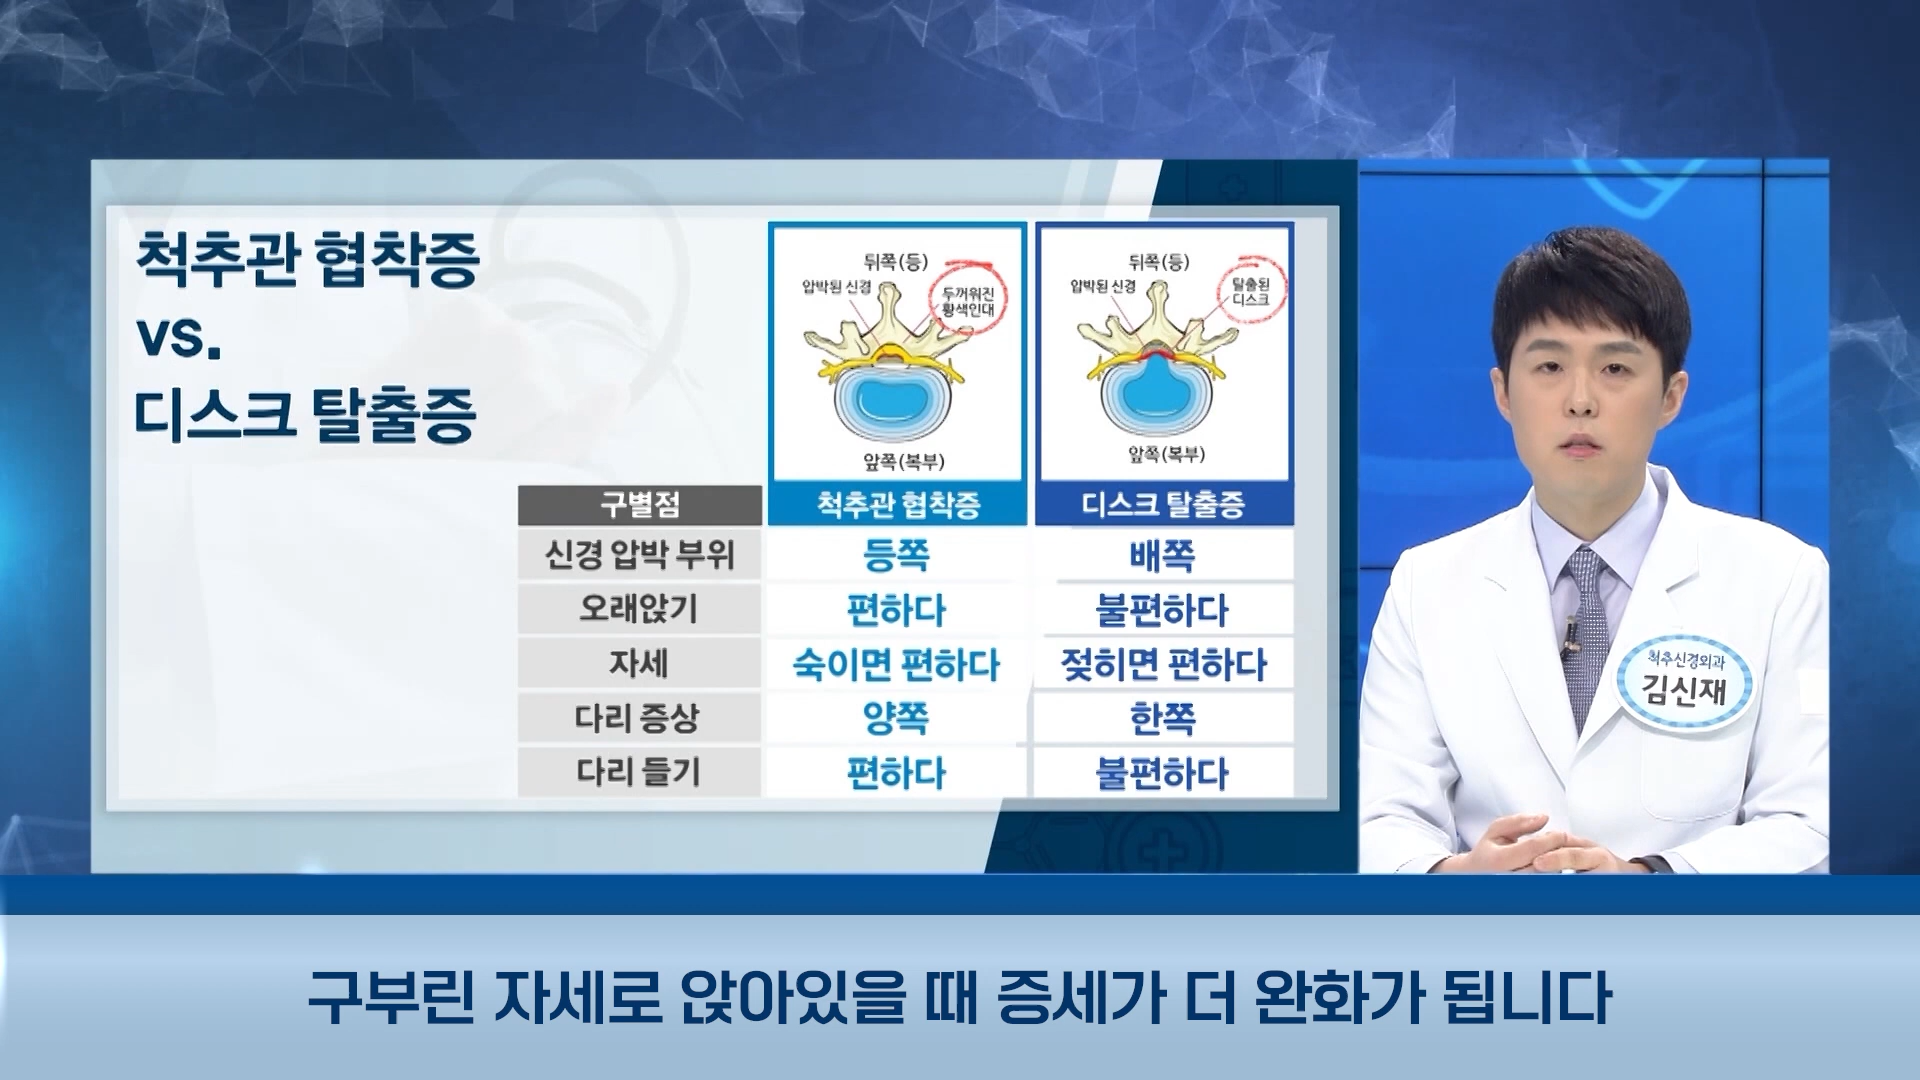 척추관 협착증
vs.
디스크 탈출증
뒤쪽(등)
압박된 신경
두꺼워진
황색인대
앞쪽(복부)
뒤쪽(등)
압박된 신경
탈출된
디스크
앞쪽(복부)
구별점 척추관 협착증 디스크 탈출증
신경 압박 부위 등쪽 배쪽
오래앉기 편하다 불편하다
자세 숙이면 편하다 젖히면 편하다
다리 증상 양쪽 한쪽
다리 들기 편하다 불편하다
척추신경외과
김신재
구부린 자세로 앉아있을 때 증세가 더 완화가 됩니다